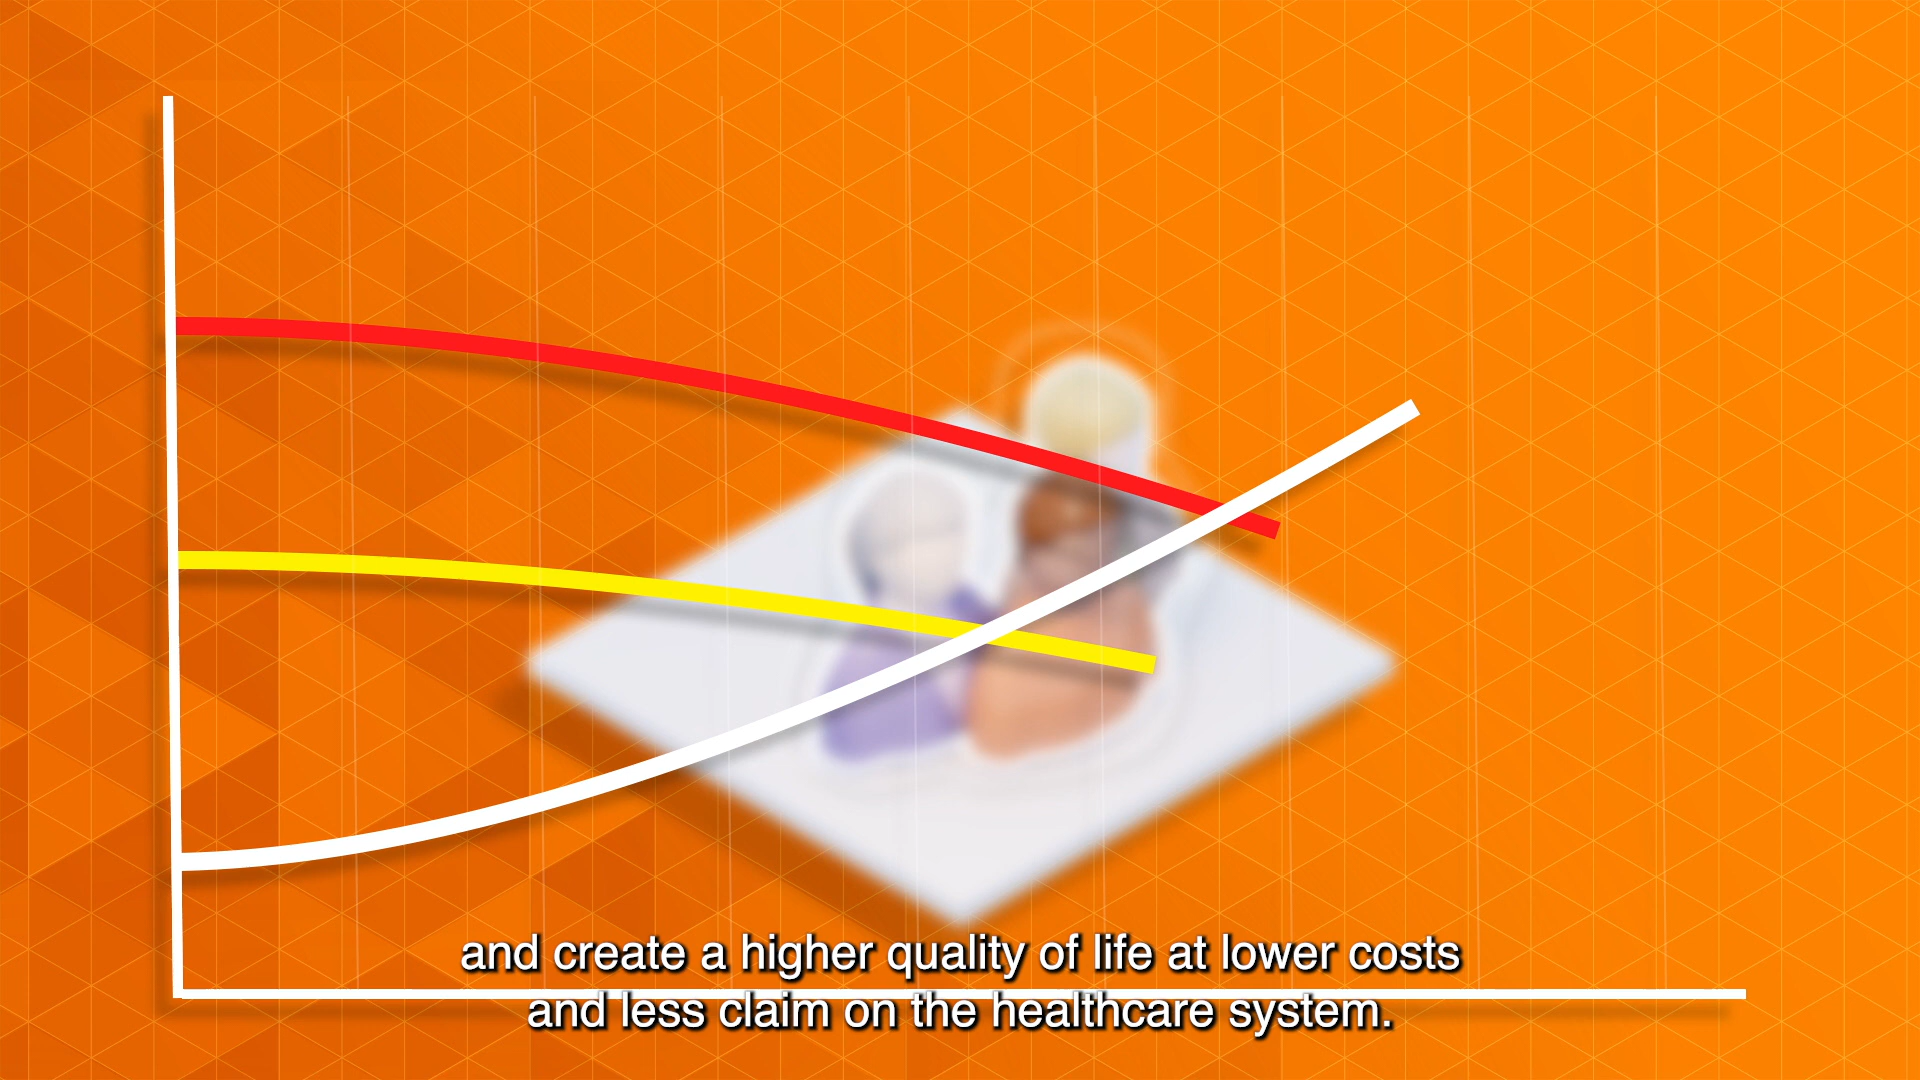 and create a higher quality of life at lower costs
and less claim on the healthcare system.